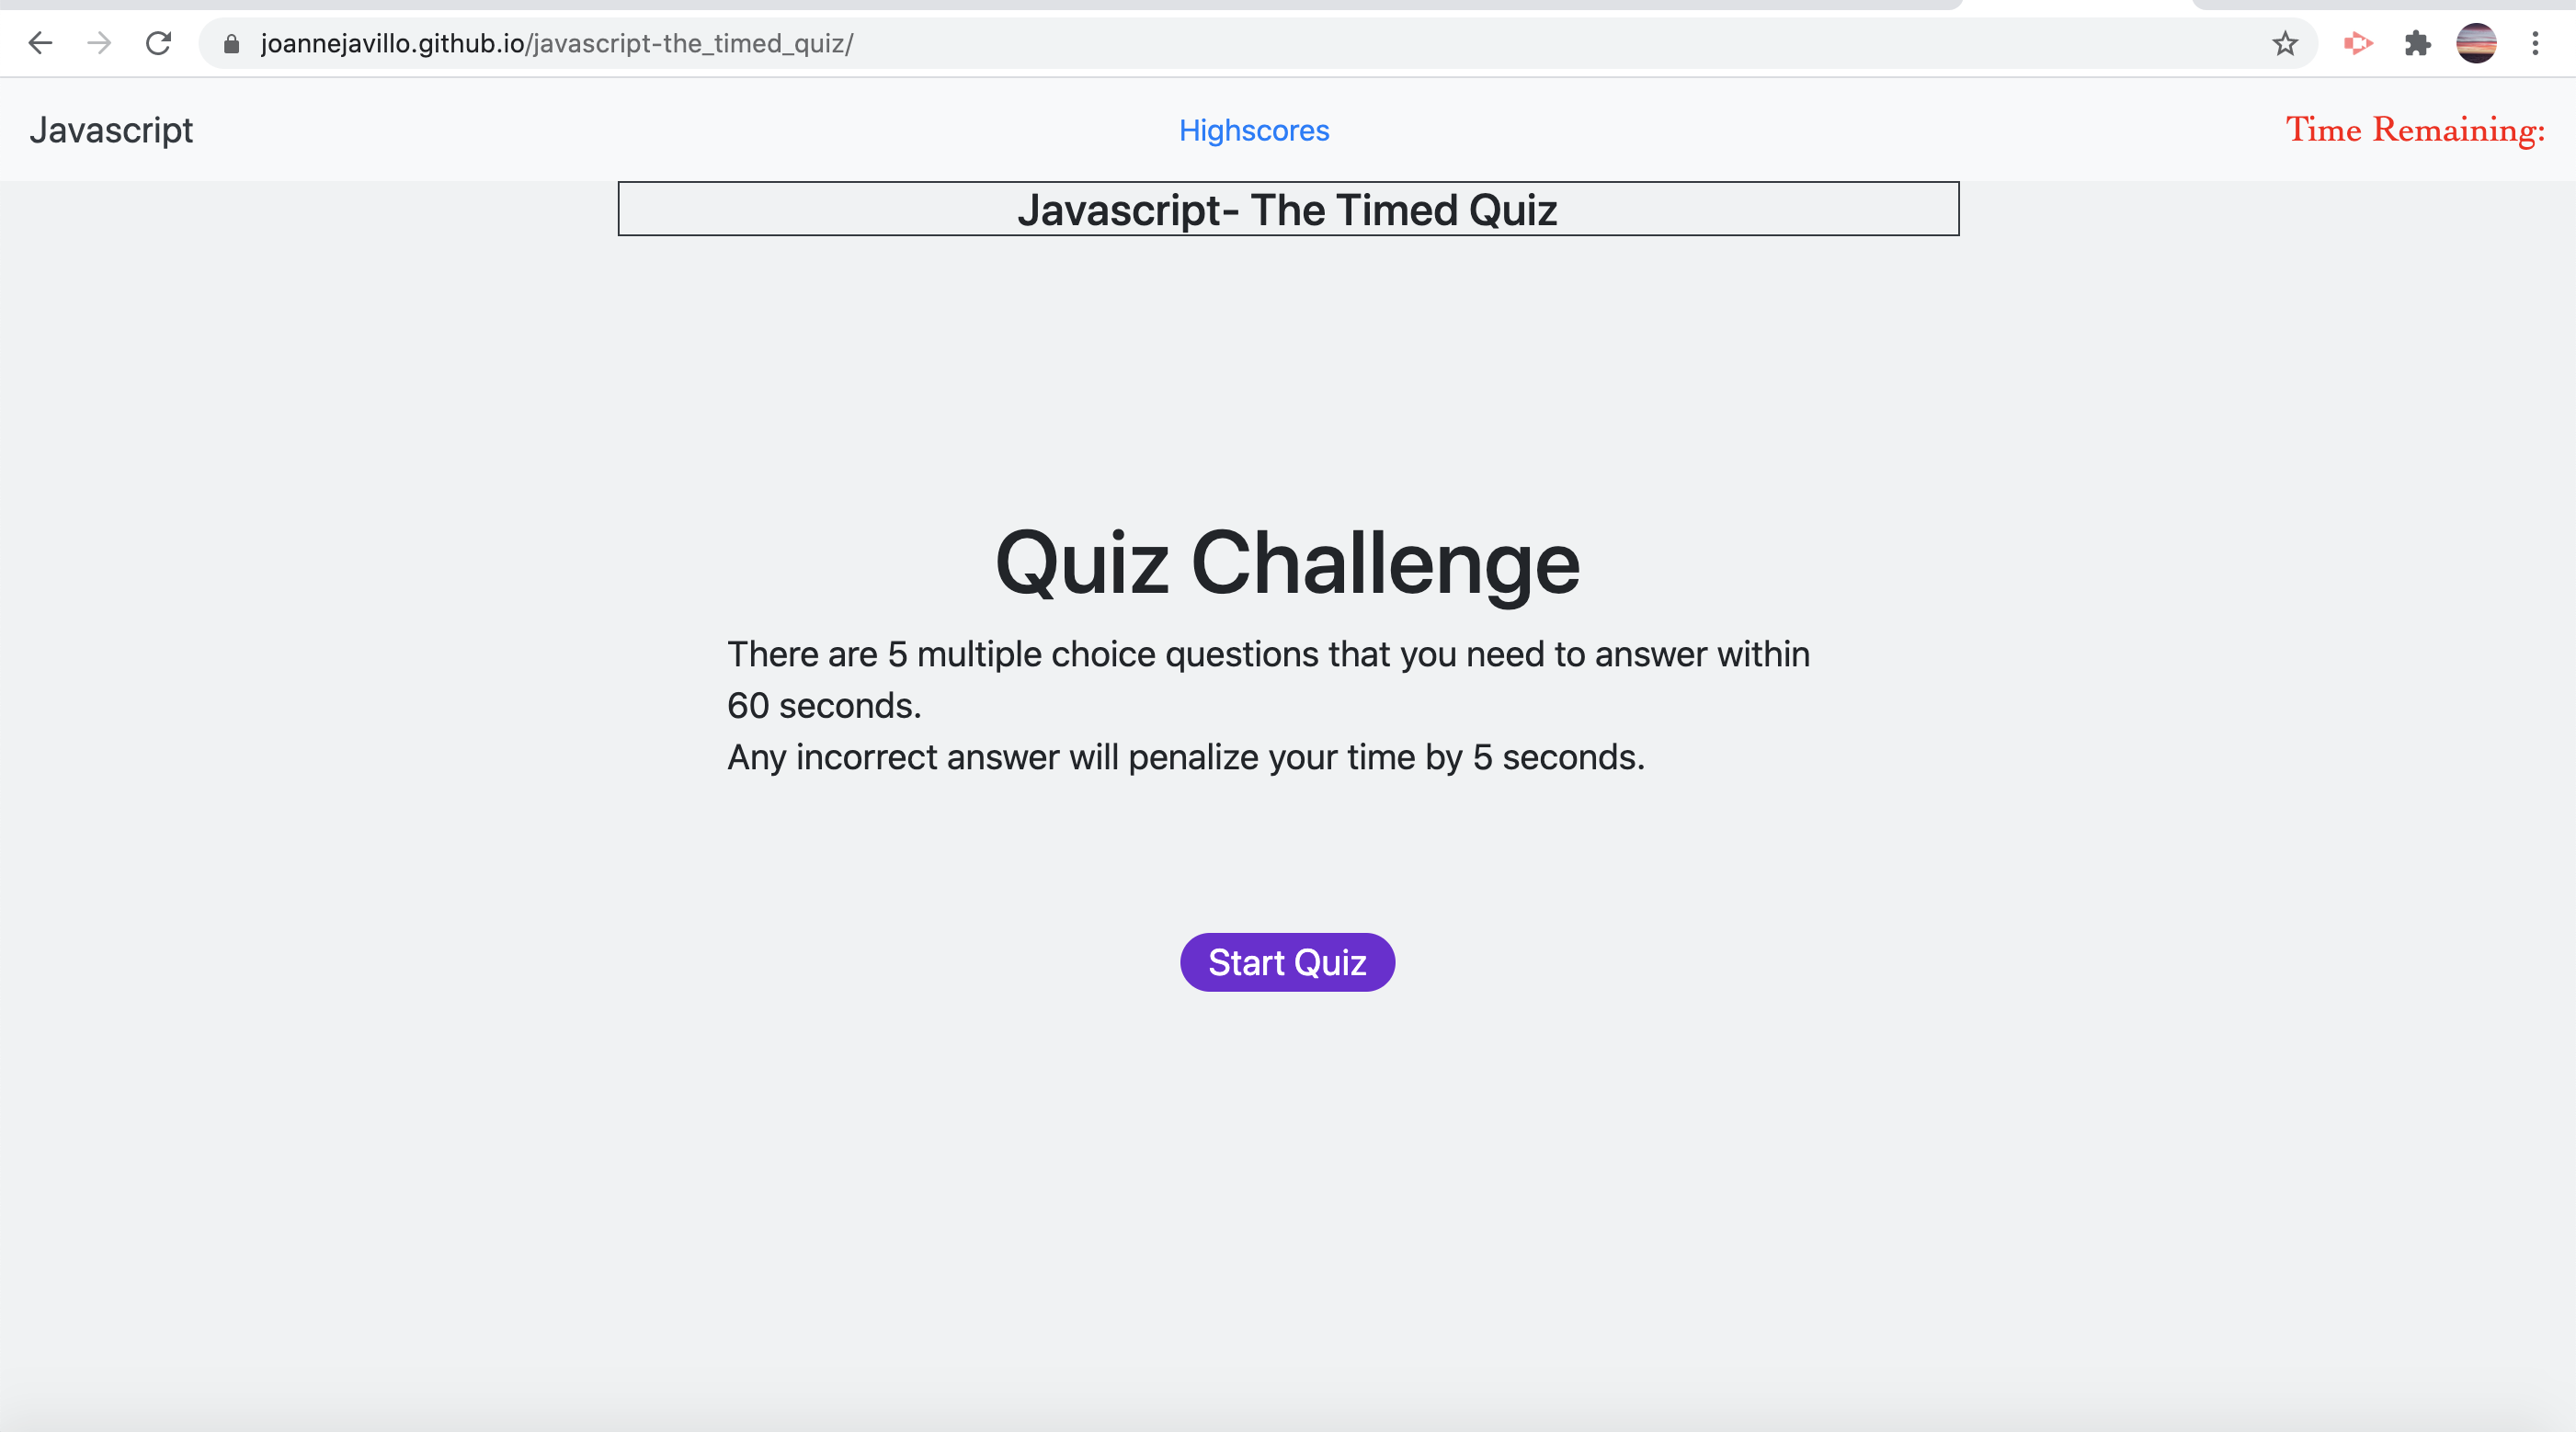 joannejavillo.github.io/javascript-the_timed_quiz/
Javascript
Highscores
Time Remaining:
Javascript- The Timed Quiz
Quiz Challenge
There are 5 multiple choice questions that you need to answer within
60 seconds.
Any incorrect answer will penalize your time by 5 seconds.
Start Quiz